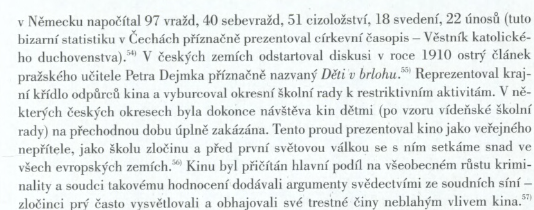 v Německu napočítal 97 vražd, 40 sebevražd, 51 cizoložství, 18 svedení, 22 únosů (tuto
bizarní statistiku v Čechách příznačně prezentoval církevní časopis – Věstník katolické-
ho duchovenstva).54) V českých zemích odstartoval diskusi v roce 1910 ostrý článek
pražského učitele Petra Dejmka příznačně nazvaný Děti v brlohu.55) Reprezentoval kraj-
ní křídlo odpůrců kina a vyburcoval okresní školní rady k restriktivním aktivitám. V ně-
kterých českých okresech byla dokonce návštěva kin dětmi (po vzoru vídeňské školní
rady) na přechodnou dobu úplně zakázána. Tento proud prezentoval kino jako veřejného
nepřítele, jako školu zločinu a před první světovou válkou se s ním setkáme snad ve
všech evropských zemích.56) Kinu byl přičítán hlavní podíl na všeobecném růstu krimi-
nality a soudci takovému hodnocení dodávali argumenty svědectvími ze soudních síní –
zločinci prý často vysvětlovali a obhajovali své trestné činy neblahým vlivem kina.57)